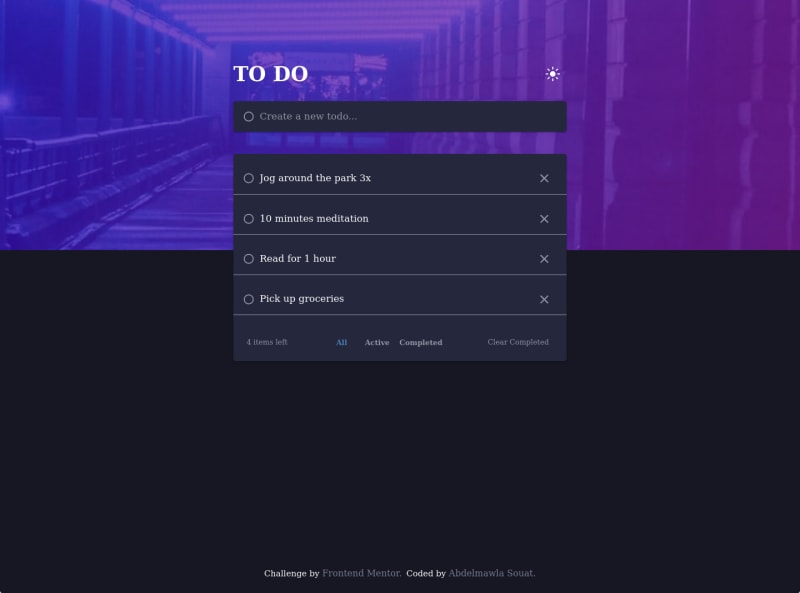 TO DO
Create a new todo...
Jog around the park 3x
10 minutes meditation
Read for 1 hour
Pick up groceries
4 items left All Active Completed Clear Completed
Challenge by Frontend Mentor. Coded by Abdelmawla Souat.